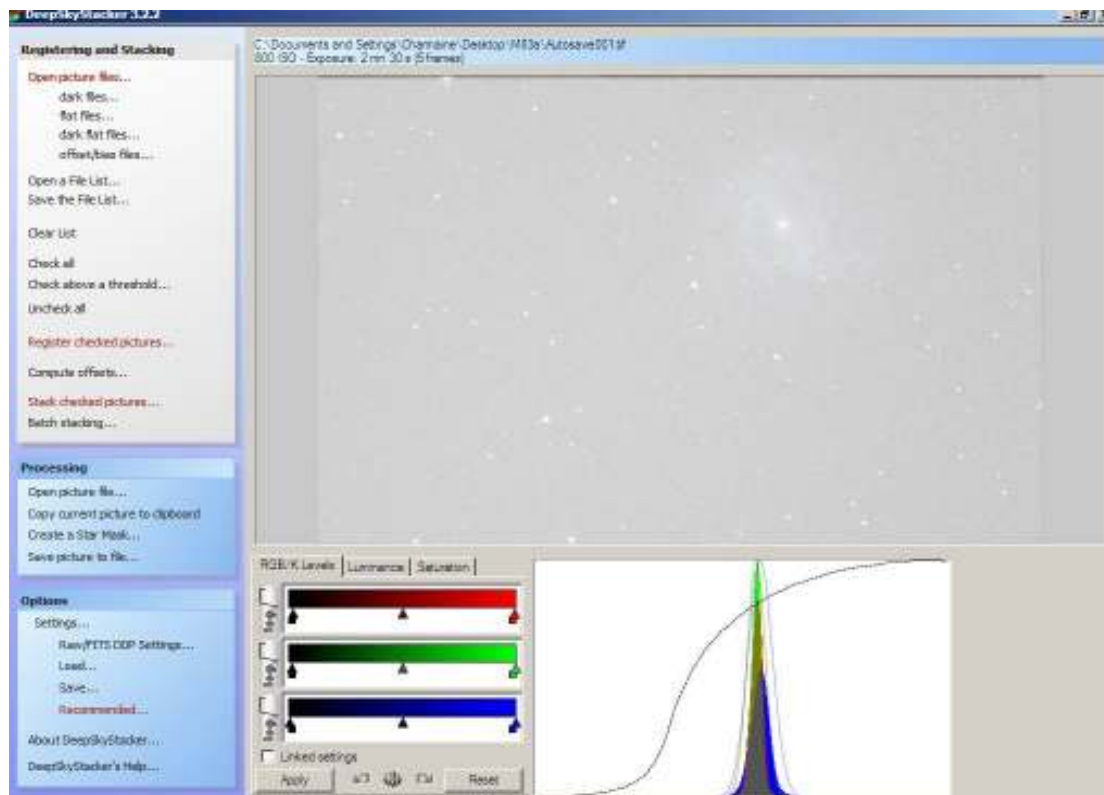 DeepSkyStacker 3.2.2
Registering and Stacking
Open picture files...
dark files...
flat files...
dark flat files...
offset/bias files...
Open a File List...
Save the File List...
Clear List
Check all
Check above a threshold...
Uncheck all
Register checked pictures...
Compute offsets...
Stack checked pictures...
Batch stacking...
Processing
Open picture file...
Copy current picture to clipboard
Create a Star Mask...
Save picture to file...
Options
Settings...
Raw/FITS DDP Settings...
Load...
Save...
Recommended...
About DeepSkyStacker...
DeepSkyStacker's Help...
C:\Documents and Settings\Charmaine\Desktop\M83a\Autosave001.tif
800 ISO - Exposure: 2 mn 30 s (5 frames)
RGB/K Levels
Luminance
Saturation
Linked settings
Apply
Reset